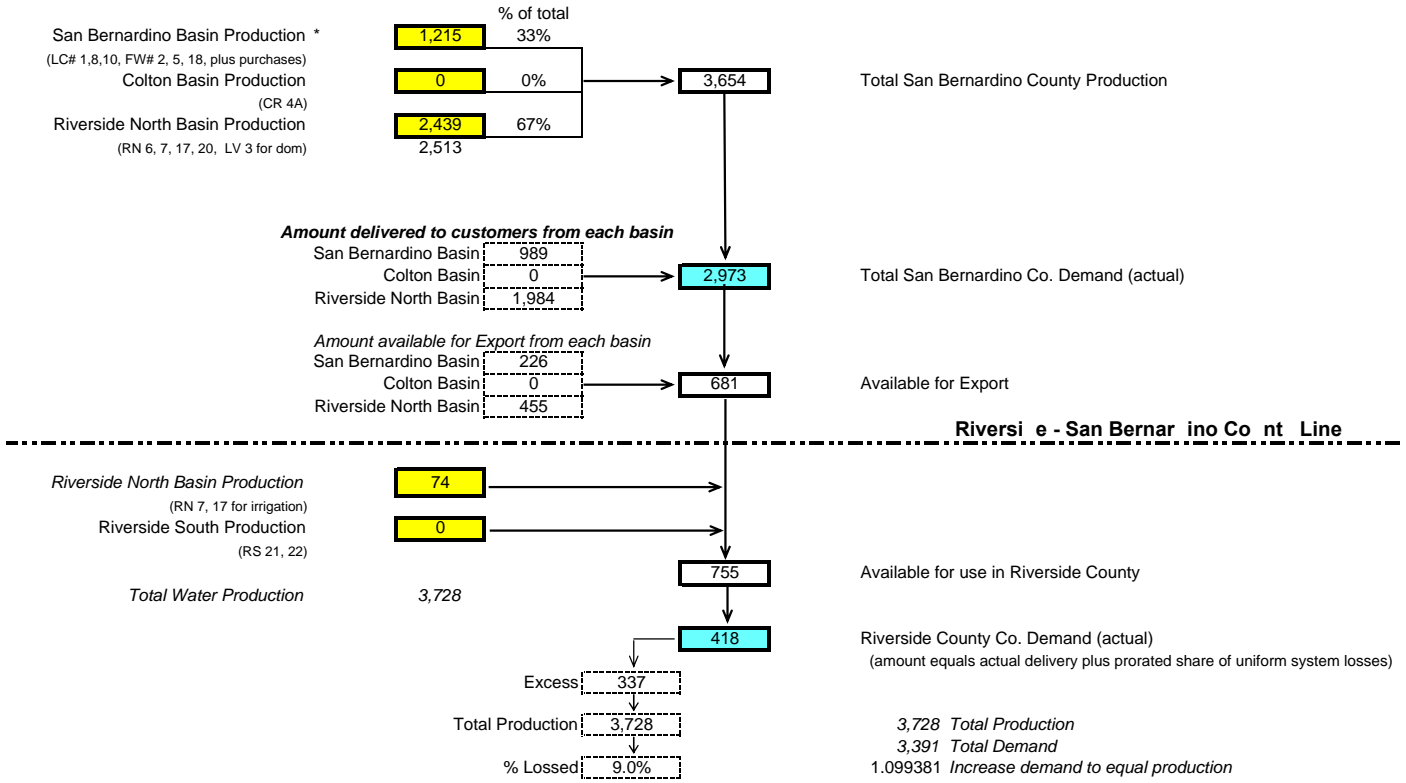 % of total
San Bernardino Basin Production * 1,215 33%
(LC# 1,8,10, FW# 2, 5, 18, plus purchases)
Colton Basin Production 0 0% 3,654 Total San Bernardino County Production
(CR 4A)
Riverside North Basin Production 2,439 67%
(RN 6, 7, 17, 20, LV 3 for dom) 2,513
Amount delivered to customers from each basin
San Bernardino Basin 989
Colton Basin 0 2,973 Total San Bernardino Co. Demand (actual)
Riverside North Basin 1,984
Amount available for Export from each basin
San Bernardino Basin 226
Colton Basin 0 681 Available for Export
Riverside North Basin 455
Riversi e - San Bernar ino Co nt Line
Riverside North Basin Production 74
(RN 7, 17 for irrigation)
Riverside South Production 0
(RS 21, 22)
755 Available for use in Riverside County
Total Water Production 3,728
418 Riverside County Co. Demand (actual)
(amount equals actual delivery plus prorated share of uniform system losses)
Excess 337
Total Production 3,728 3,728 Total Production
3,391 Total Demand
% Lossed 9.0% 1.099381 Increase demand to equal production